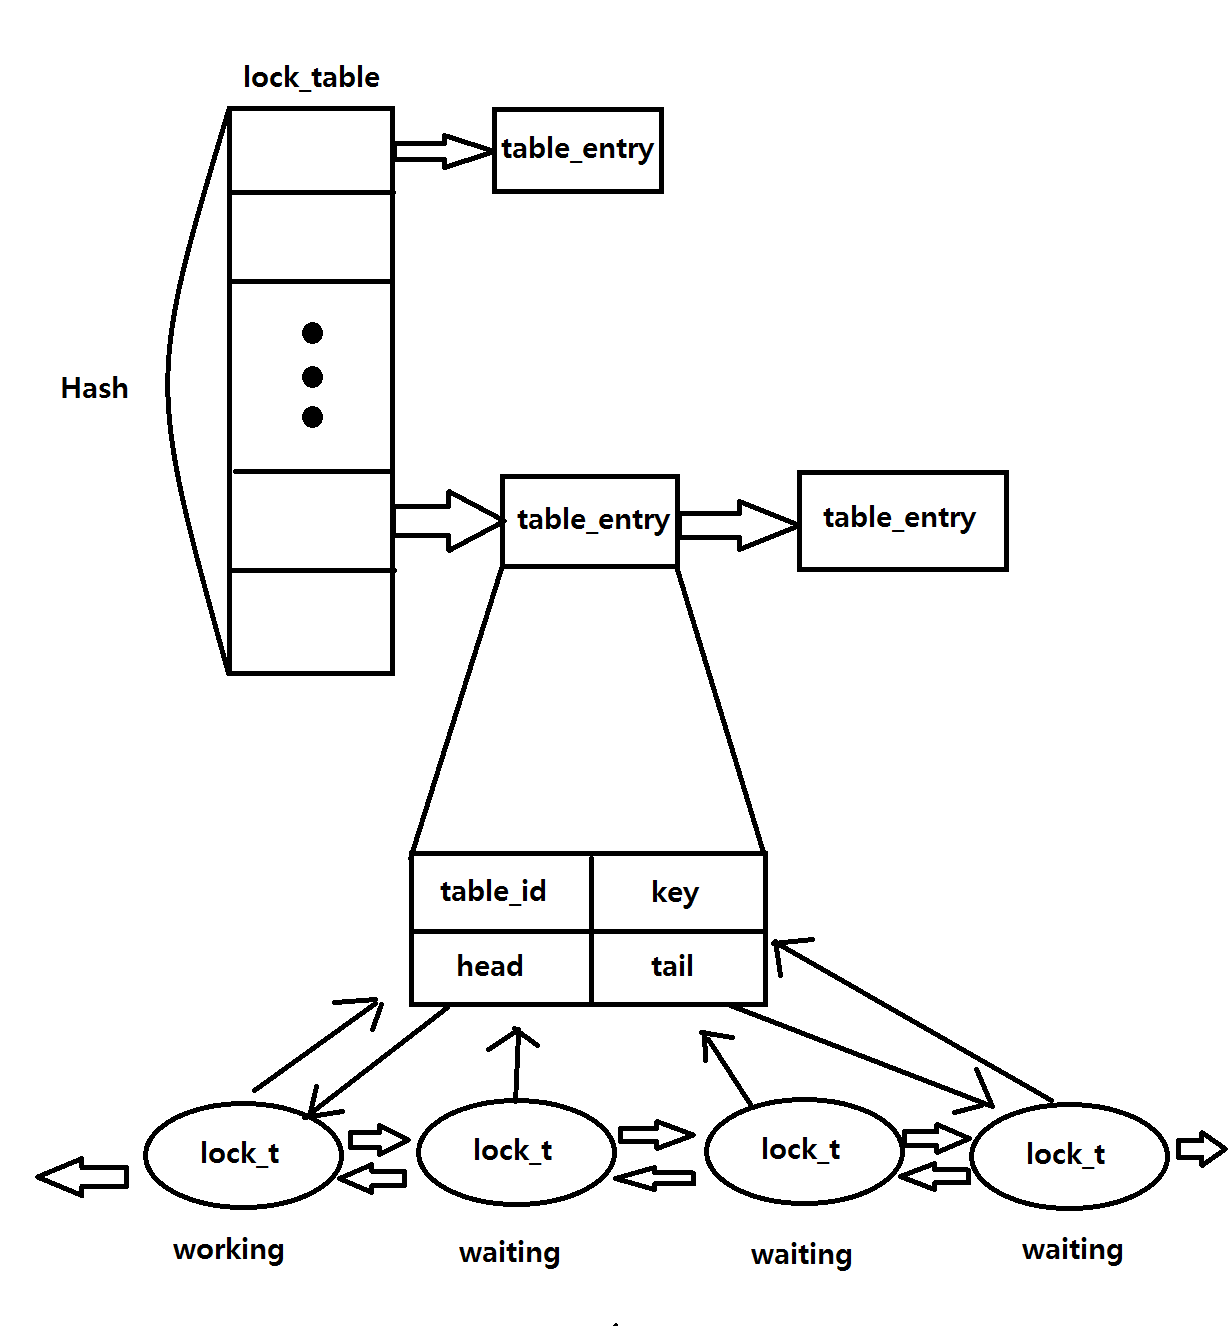 lock_table
table_entry
Hash
table_entry
table_entry
table_id
key
head
tail
lock_t
lock_t
lock_t
lock_t
working
waiting
waiting
waiting